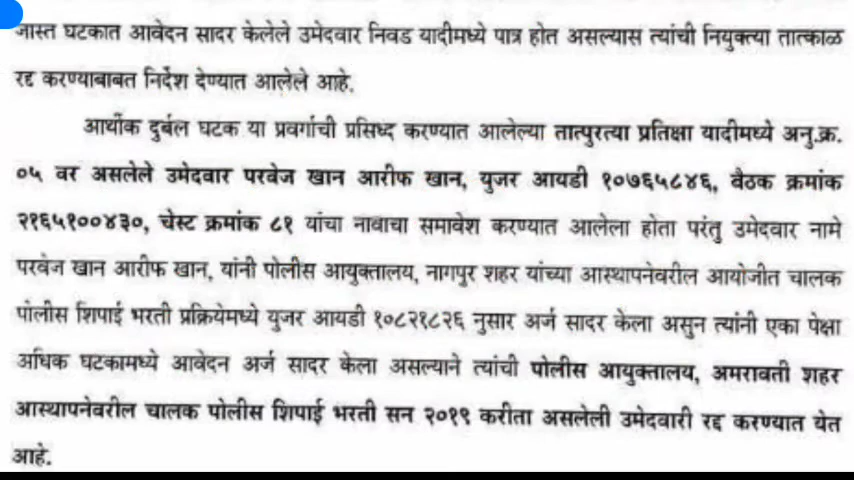 जास्त घटकात आवेदन सादर केलेले उमेदवार निवड यादीमध्ये पात्र होत असल्यास त्यांची नियुक्त्या तात्काळ
रद्द करण्याबाबत निर्देश देण्यात आलेले आहे.
आर्थीक दुर्बल घटक या प्रवर्गाची प्रसिध्द करण्यात आलेल्या तात्पुरत्या प्रतिक्षा यादीमध्ये अनु.क्र.
०५ वर असलेले उमेदवार परवेज खान आरीफ खान, युजर आयडी १०७६५८४६, बैठक क्रमांक
२१६५१००४३०, चेस्ट क्रमांक ८१ यांचा नावाचा समावेश करण्यात आलेला होता परंतु उमेदवार नामे
परवेज खान आरीफ खान, यांनी पोलीस आयुक्तालय, नागपुर शहर यांच्या आस्थापनेवरील आयोजीत चालक
पोलीस शिपाई भरती प्रक्रियेमध्ये युजर आयडी १०८२१८२६ नुसार अर्ज सादर केला असुन त्यांनी एका पेक्षा
अधिक घटकामध्ये आवेदन अर्ज सादर केला असल्याने त्यांची पोलीस आयुक्तालय, अमरावती शहर
आस्थापनेवरील चालक पोलीस शिपाई भरती सन २०१९ करीता असलेली उमेदवारी रद्द करण्यात येत
आहे.